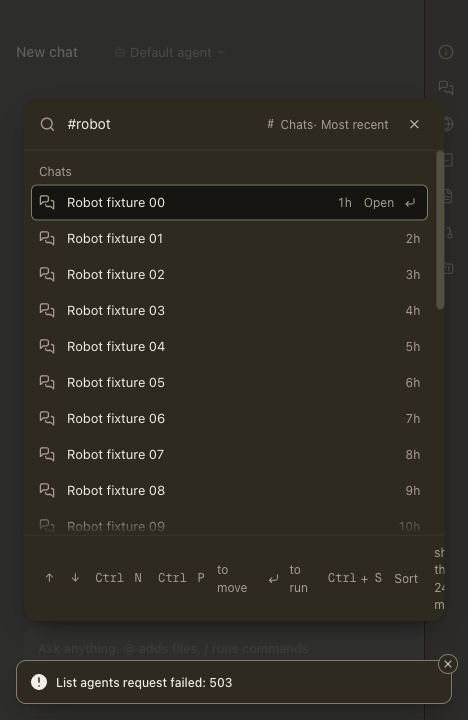 New chat Default agent
#robot # Chats· Most recent
Chats
Robot fixture 00 1h Open
Robot fixture 01 2h
Robot fixture 02 3h
Robot fixture 03 4h
Robot fixture 04 5h
Robot fixture 05 6h
Robot fixture 06 7h
Robot fixture 07 8h
Robot fixture 08 9h
Robot fixture 09 10h
↑ ↓ Ctrl N Ctrl P to move ↵ to run Ctrl + S Sort
Ask anything. @ adds files, / runs commands
List agents request failed: 503